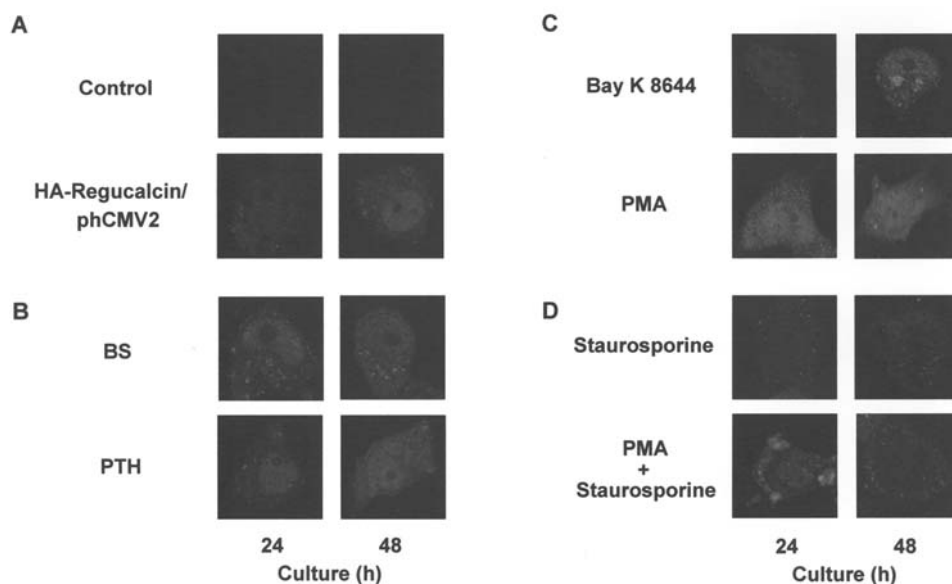 A
Control
HA-Regucalcin/
phCMV2
B
BS
PTH
24
48
Culture (h)
C
Bay K 8644
PMA
D
Staurosporine
PMA
+
Staurosporine
24
48
Culture (h)